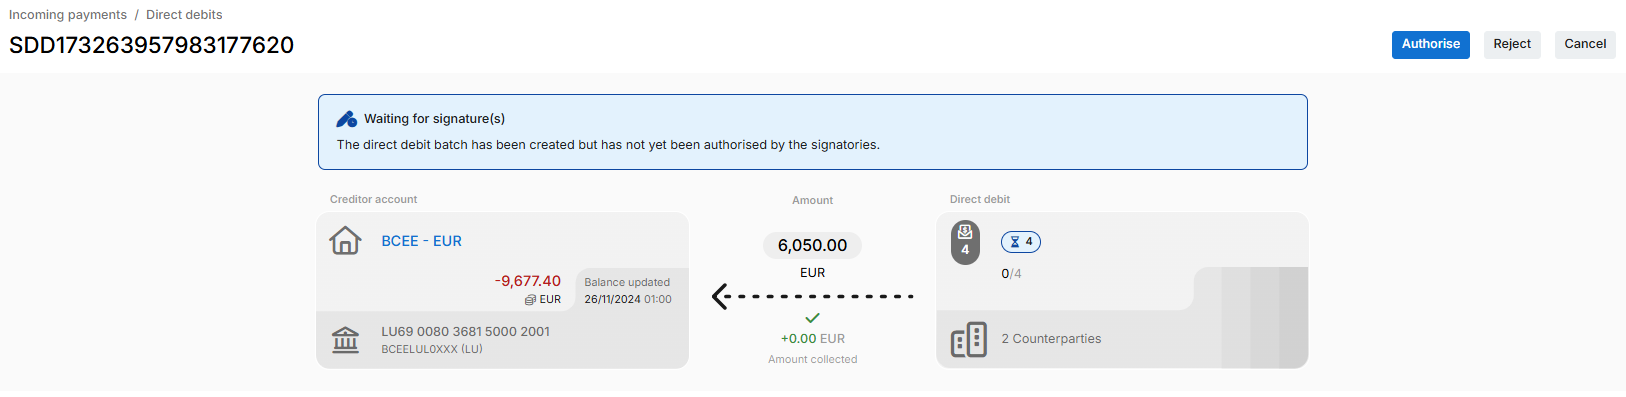 Incoming payments / Direct debits
SDD173263957983177620
Authorise
Reject
Cancel
Waiting for signature(s)
The direct debit batch has been created but has not yet been authorised by the signatories.
Creditor account
BCEE - EUR
-9,677.40
EUR
Balance updated
26/11/2024 01:00
LU69 0080 3681 5000 2001
BCEELUL0XXX (LU)
Amount
6,050.00
EUR
+0.00 EUR
Amount collected
Direct debit
4
4
0/4
2 Counterparties